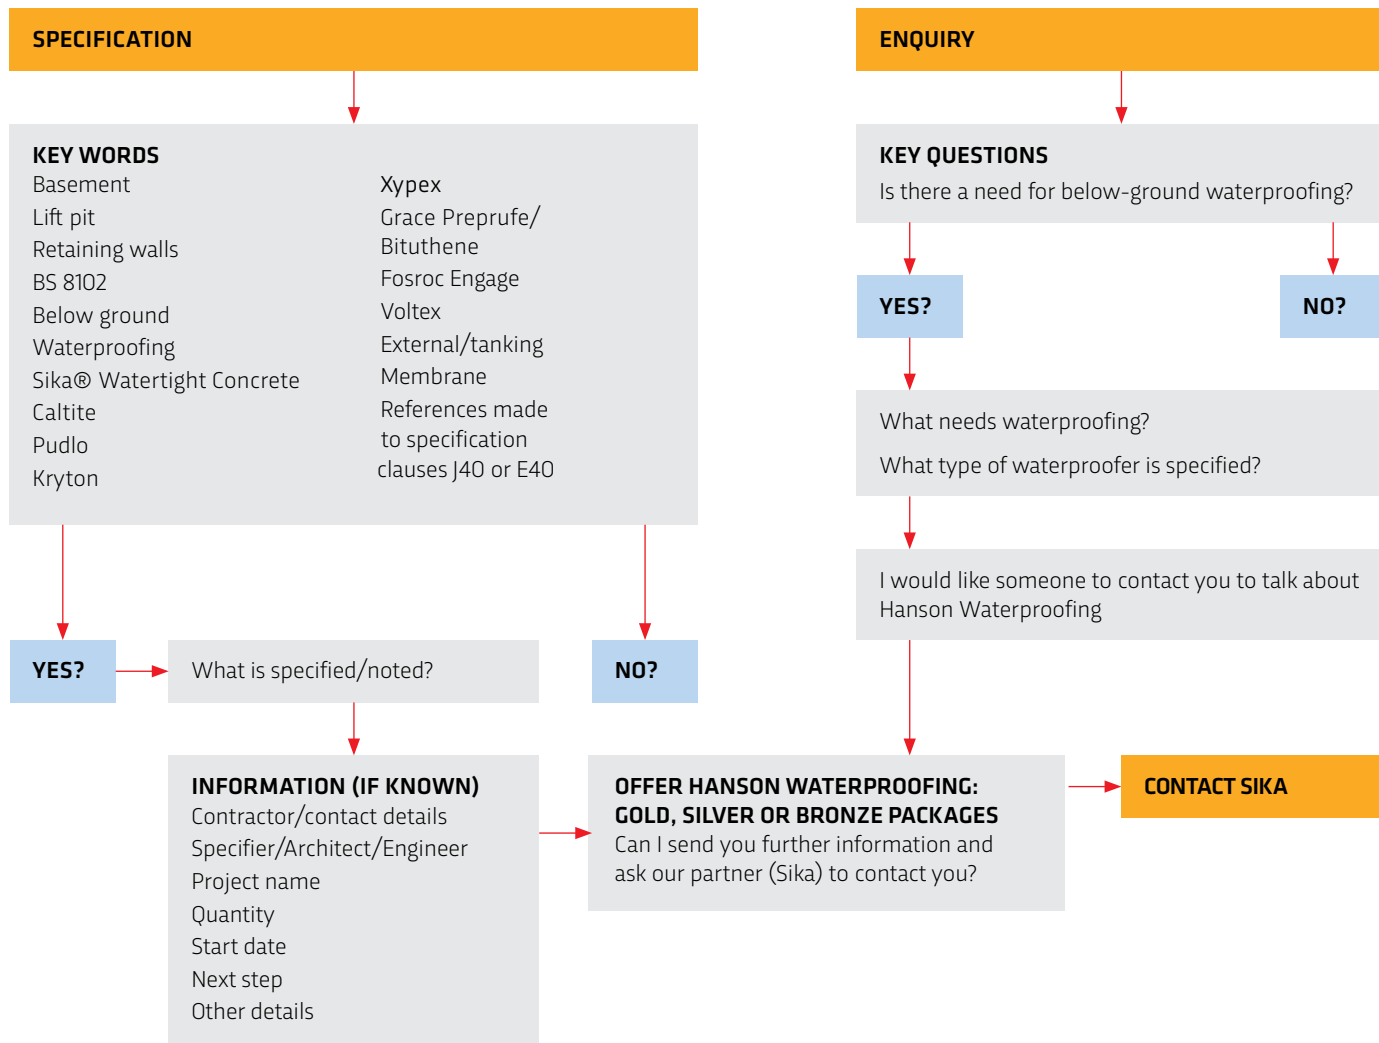 SPECIFICATION
KEY WORDS
Basement
Lift pit
Retaining walls
BS 8102
Below ground
Waterproofing
Sika® Watertight Concrete
Caltite
Pudlo
Kryton
Xypex
Grace Preprufe/
Bituthene
Fosroc Engage
Voltex
External/tanking
Membrane
References made
to specification
clauses J40 or E40
YES?
What is specified/noted?
NO?
INFORMATION (IF KNOWN)
Contractor/contact details
Specifier/Architect/Engineer
Project name
Quantity
Start date
Next step
Other details
ENQUIRY
KEY QUESTIONS
Is there a need for below-ground waterproofing?
YES?
NO?
What needs waterproofing?
What type of waterproofer is specified?
I would like someone to contact you to talk about
Hanson Waterproofing
OFFER HANSON WATERPROOFING:
GOLD, SILVER OR BRONZE PACKAGES
Can I send you further information and
ask our partner (Sika) to contact you?
CONTACT SIKA